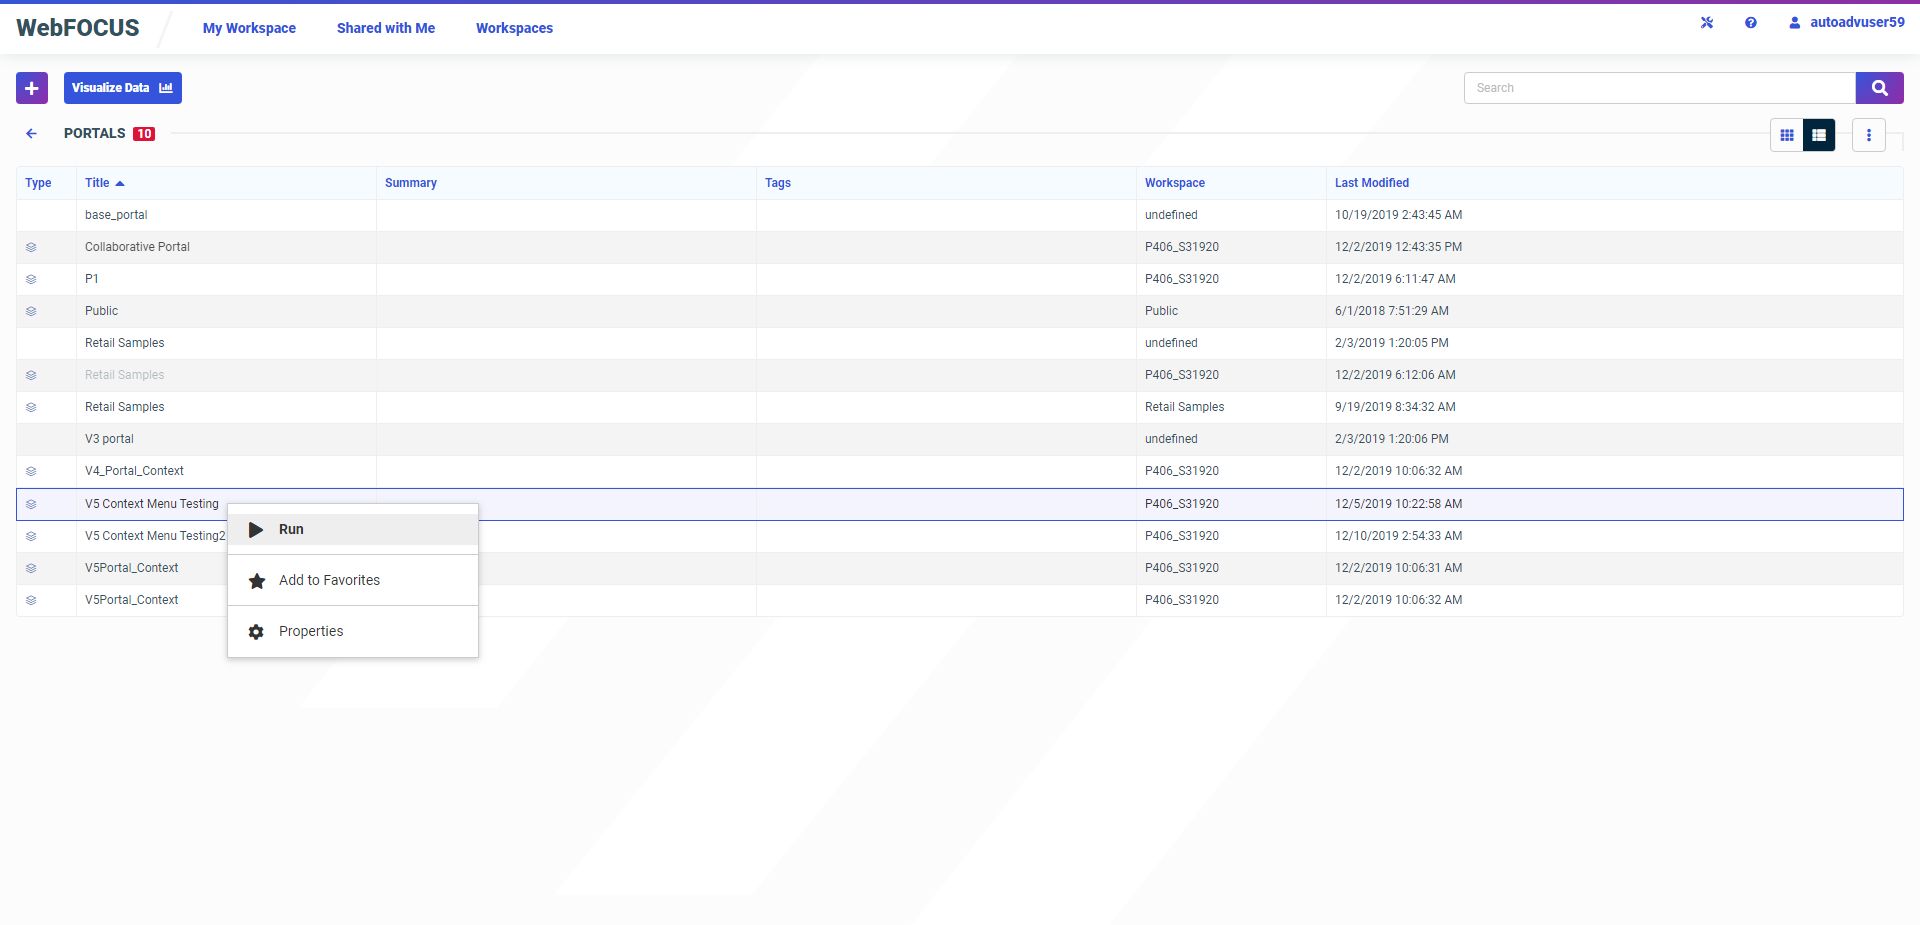 WebFOCUS My Workspace Shared with Me Workspaces autoadvuser59
Visualize Data Search
PORTALS 10
Type Title Summary Tags Workspace Last Modified
base_portal undefined 10/19/2019 2:43:45 AM
Collaborative Portal P406_S31920 12/2/2019 12:43:35 PM
P1 P406_S31920 12/2/2019 6:11:47 AM
Public Public 6/1/2018 7:51:29 AM
Retail Samples undefined 2/3/2019 1:20:05 PM
Retail Samples P406_S31920 12/2/2019 6:12:06 AM
Retail Samples Retail Samples 9/19/2019 8:34:32 AM
V3 portal undefined 2/3/2019 1:20:06 PM
V4_Portal_Context P406_S31920 12/2/2019 10:06:32 AM
V5 Context Menu Testing P406_S31920 12/5/2019 10:22:58 AM
Run
V5 Context Menu Testing2 P406_S31920 12/10/2019 2:54:33 AM
V5Portal_Context P406_S31920 12/2/2019 10:06:31 AM
Add to Favorites
V5Portal_Context P406_S31920 12/2/2019 10:06:32 AM
Properties